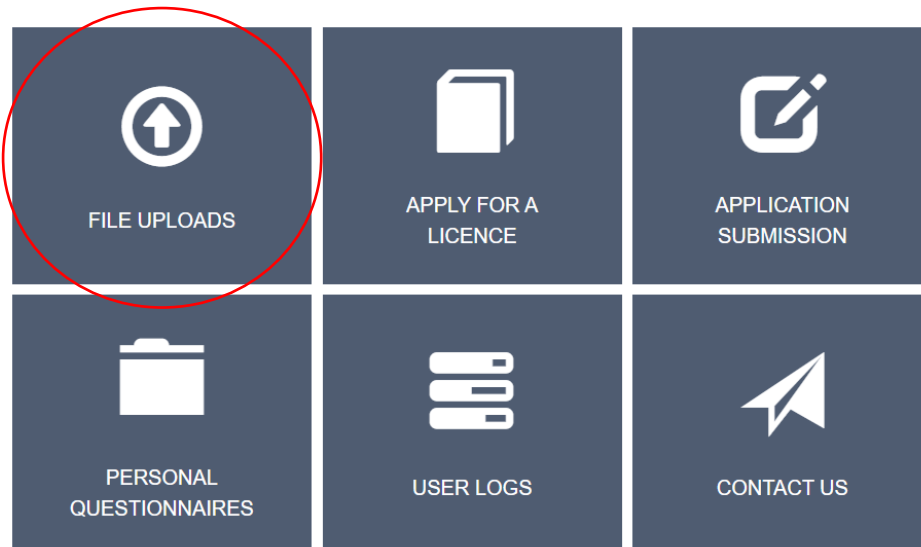 FILE UPLOADS
APPLY FOR A
LICENCE
APPLICATION
SUBMISSION
PERSONAL
QUESTIONNAIRES
USER LOGS
CONTACT US